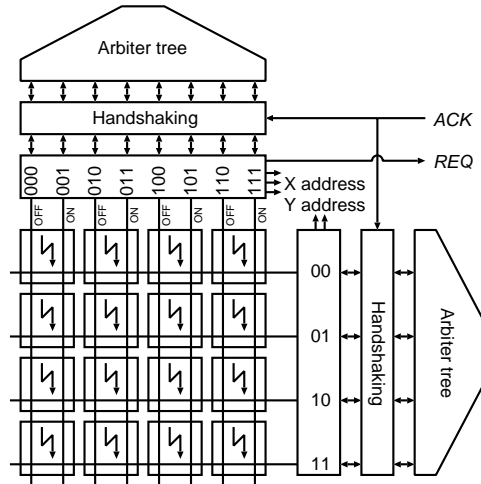 Arbiter tree
Handshaking
ACK
REQ
000 001 010 011 100 101 110 111
X address
Y address
OFF ON OFF ON OFF ON OFF ON
00
01
10
11
Handshaking
Arbiter tree